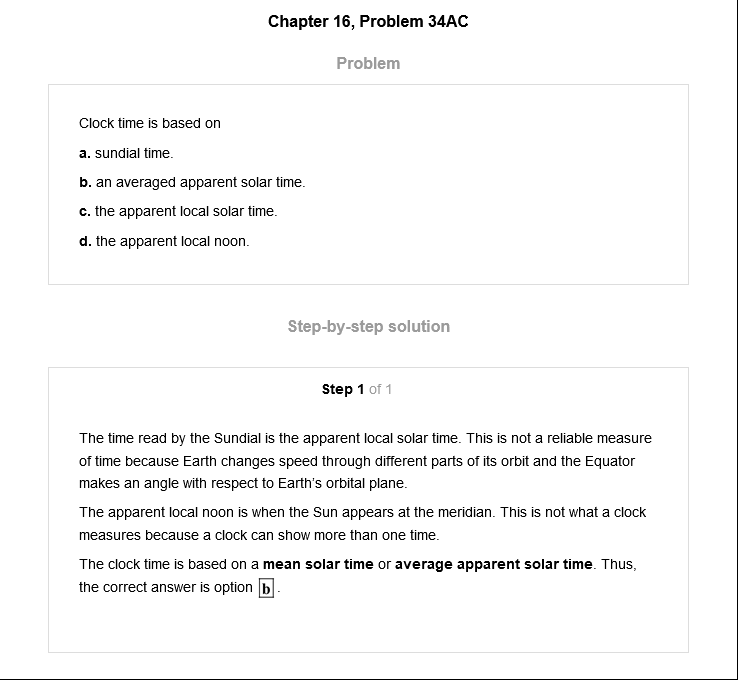 Chapter 16, Problem 34AC
Problem
Clock time is based on
a. sundial time.
b. an averaged apparent solar time.
c. the apparent local solar time.
d. the apparent local noon.
Step-by-step solution
Step 1 of 1
The time read by the Sundial is the apparent local solar time. This is not a reliable measure
of time because Earth changes speed through different parts of its orbit and the Equator
makes an angle with respect to Earth's orbital plane.
The apparent local noon is when the Sun appears at the meridian. This is not what a clock
measures because a clock can show more than one time.
The clock time is based on a mean solar time or average apparent solar time. Thus,
the correct answer is option b .